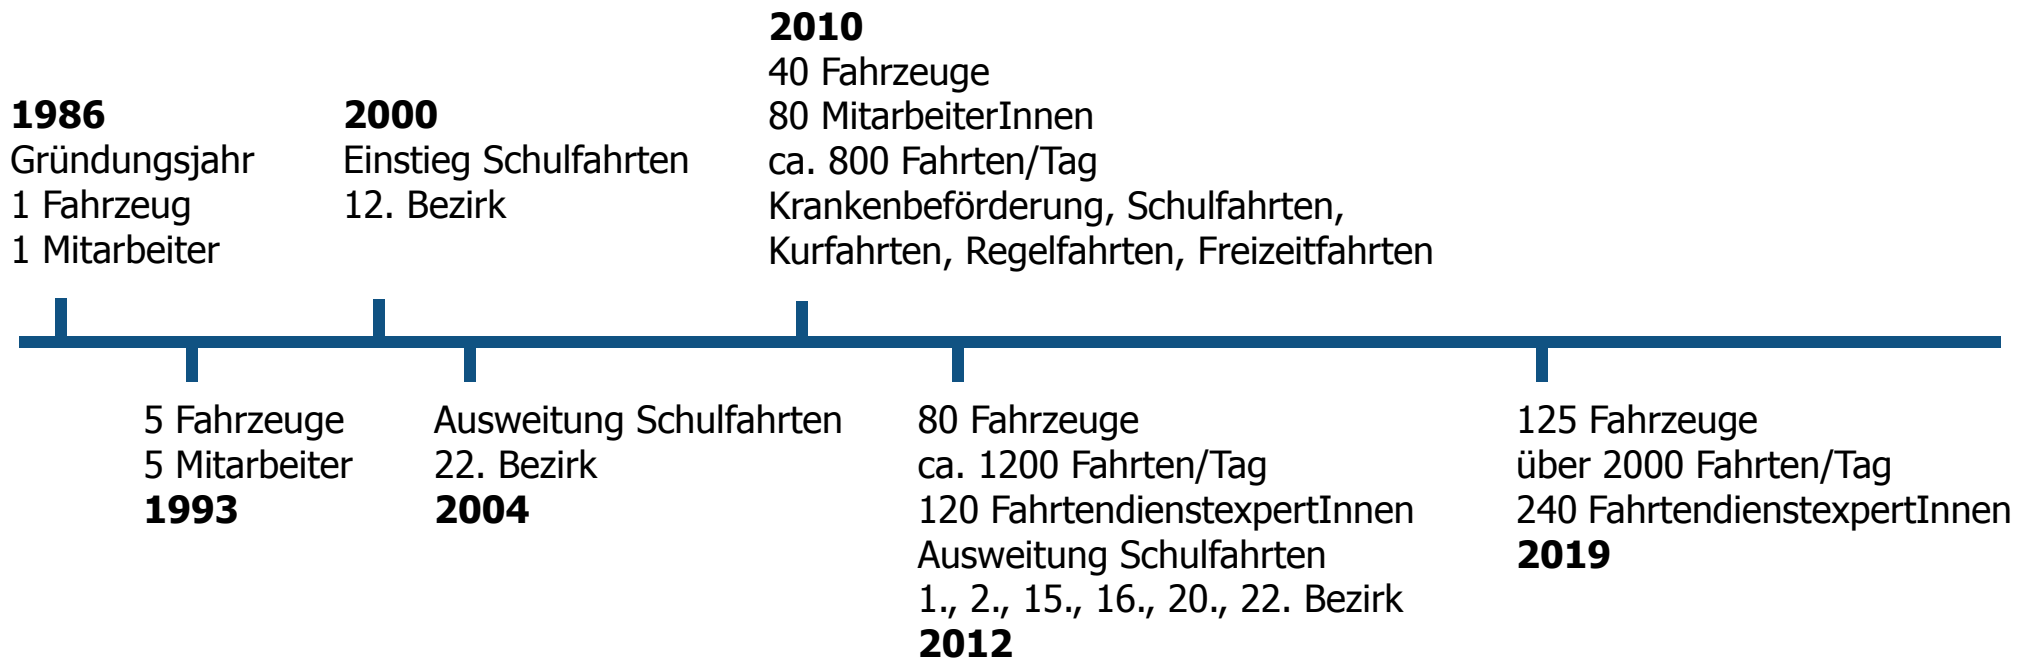 1986
Gründungsjahr
1 Fahrzeug
1 Mitarbeiter
5 Fahrzeuge
5 Mitarbeiter
1993
2000
Einstieg Schulfahrten
12. Bezirk
Ausweitung Schulfahrten
22. Bezirk
2004
2010
40 Fahrzeuge
80 MitarbeiterInnen
ca. 800 Fahrten/Tag
Krankenbeförderung, Schulfahrten,
Kurfahrten, Regelfahrten, Freizeitfahrten
80 Fahrzeuge
ca. 1200 Fahrten/Tag
120 FahrtendienstexpertInnen
Ausweitung Schulfahrten
1., 2., 15., 16., 20., 22. Bezirk
2012
125 Fahrzeuge
über 2000 Fahrten/Tag
240 FahrtendienstexpertInnen
2019